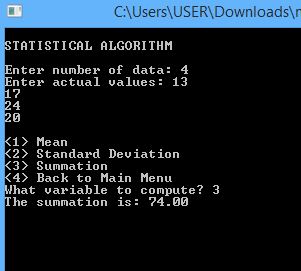 C:\Users\USER\Downloads\
STATISTICAL ALGORITHM
Enter number of data: 4
Enter actual values: 13
17
24
20
<1> Mean
<2> Standard Deviation
<3> Summation
<4> Back to Main Menu
What variable to compute? 3
The summation is: 74.00